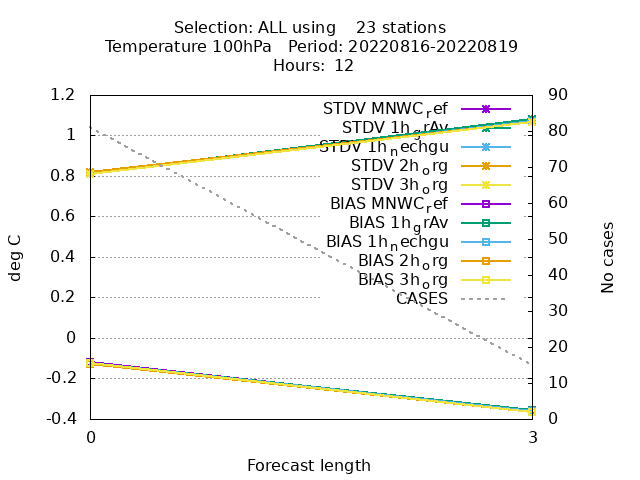 Selection: ALL using    23 stations
Temperature 100hPa   Period: 20220816-20220819
Hours:  12
1.2
1
0.8
0.6
0.4
0.2
0
-0.2
-0.4
90
80
70
60
50
40
30
20
10
0
deg C
No cases
STDV MNWC_ref
STDV 1h_grAv
STDV 1h_nechgu
STDV 2h_org
STDV 3h_org
BIAS MNWC_ref
BIAS 1h_grAv
BIAS 1h_nechgu
BIAS 2h_org
BIAS 3h_org
CASES
0
3
Forecast length